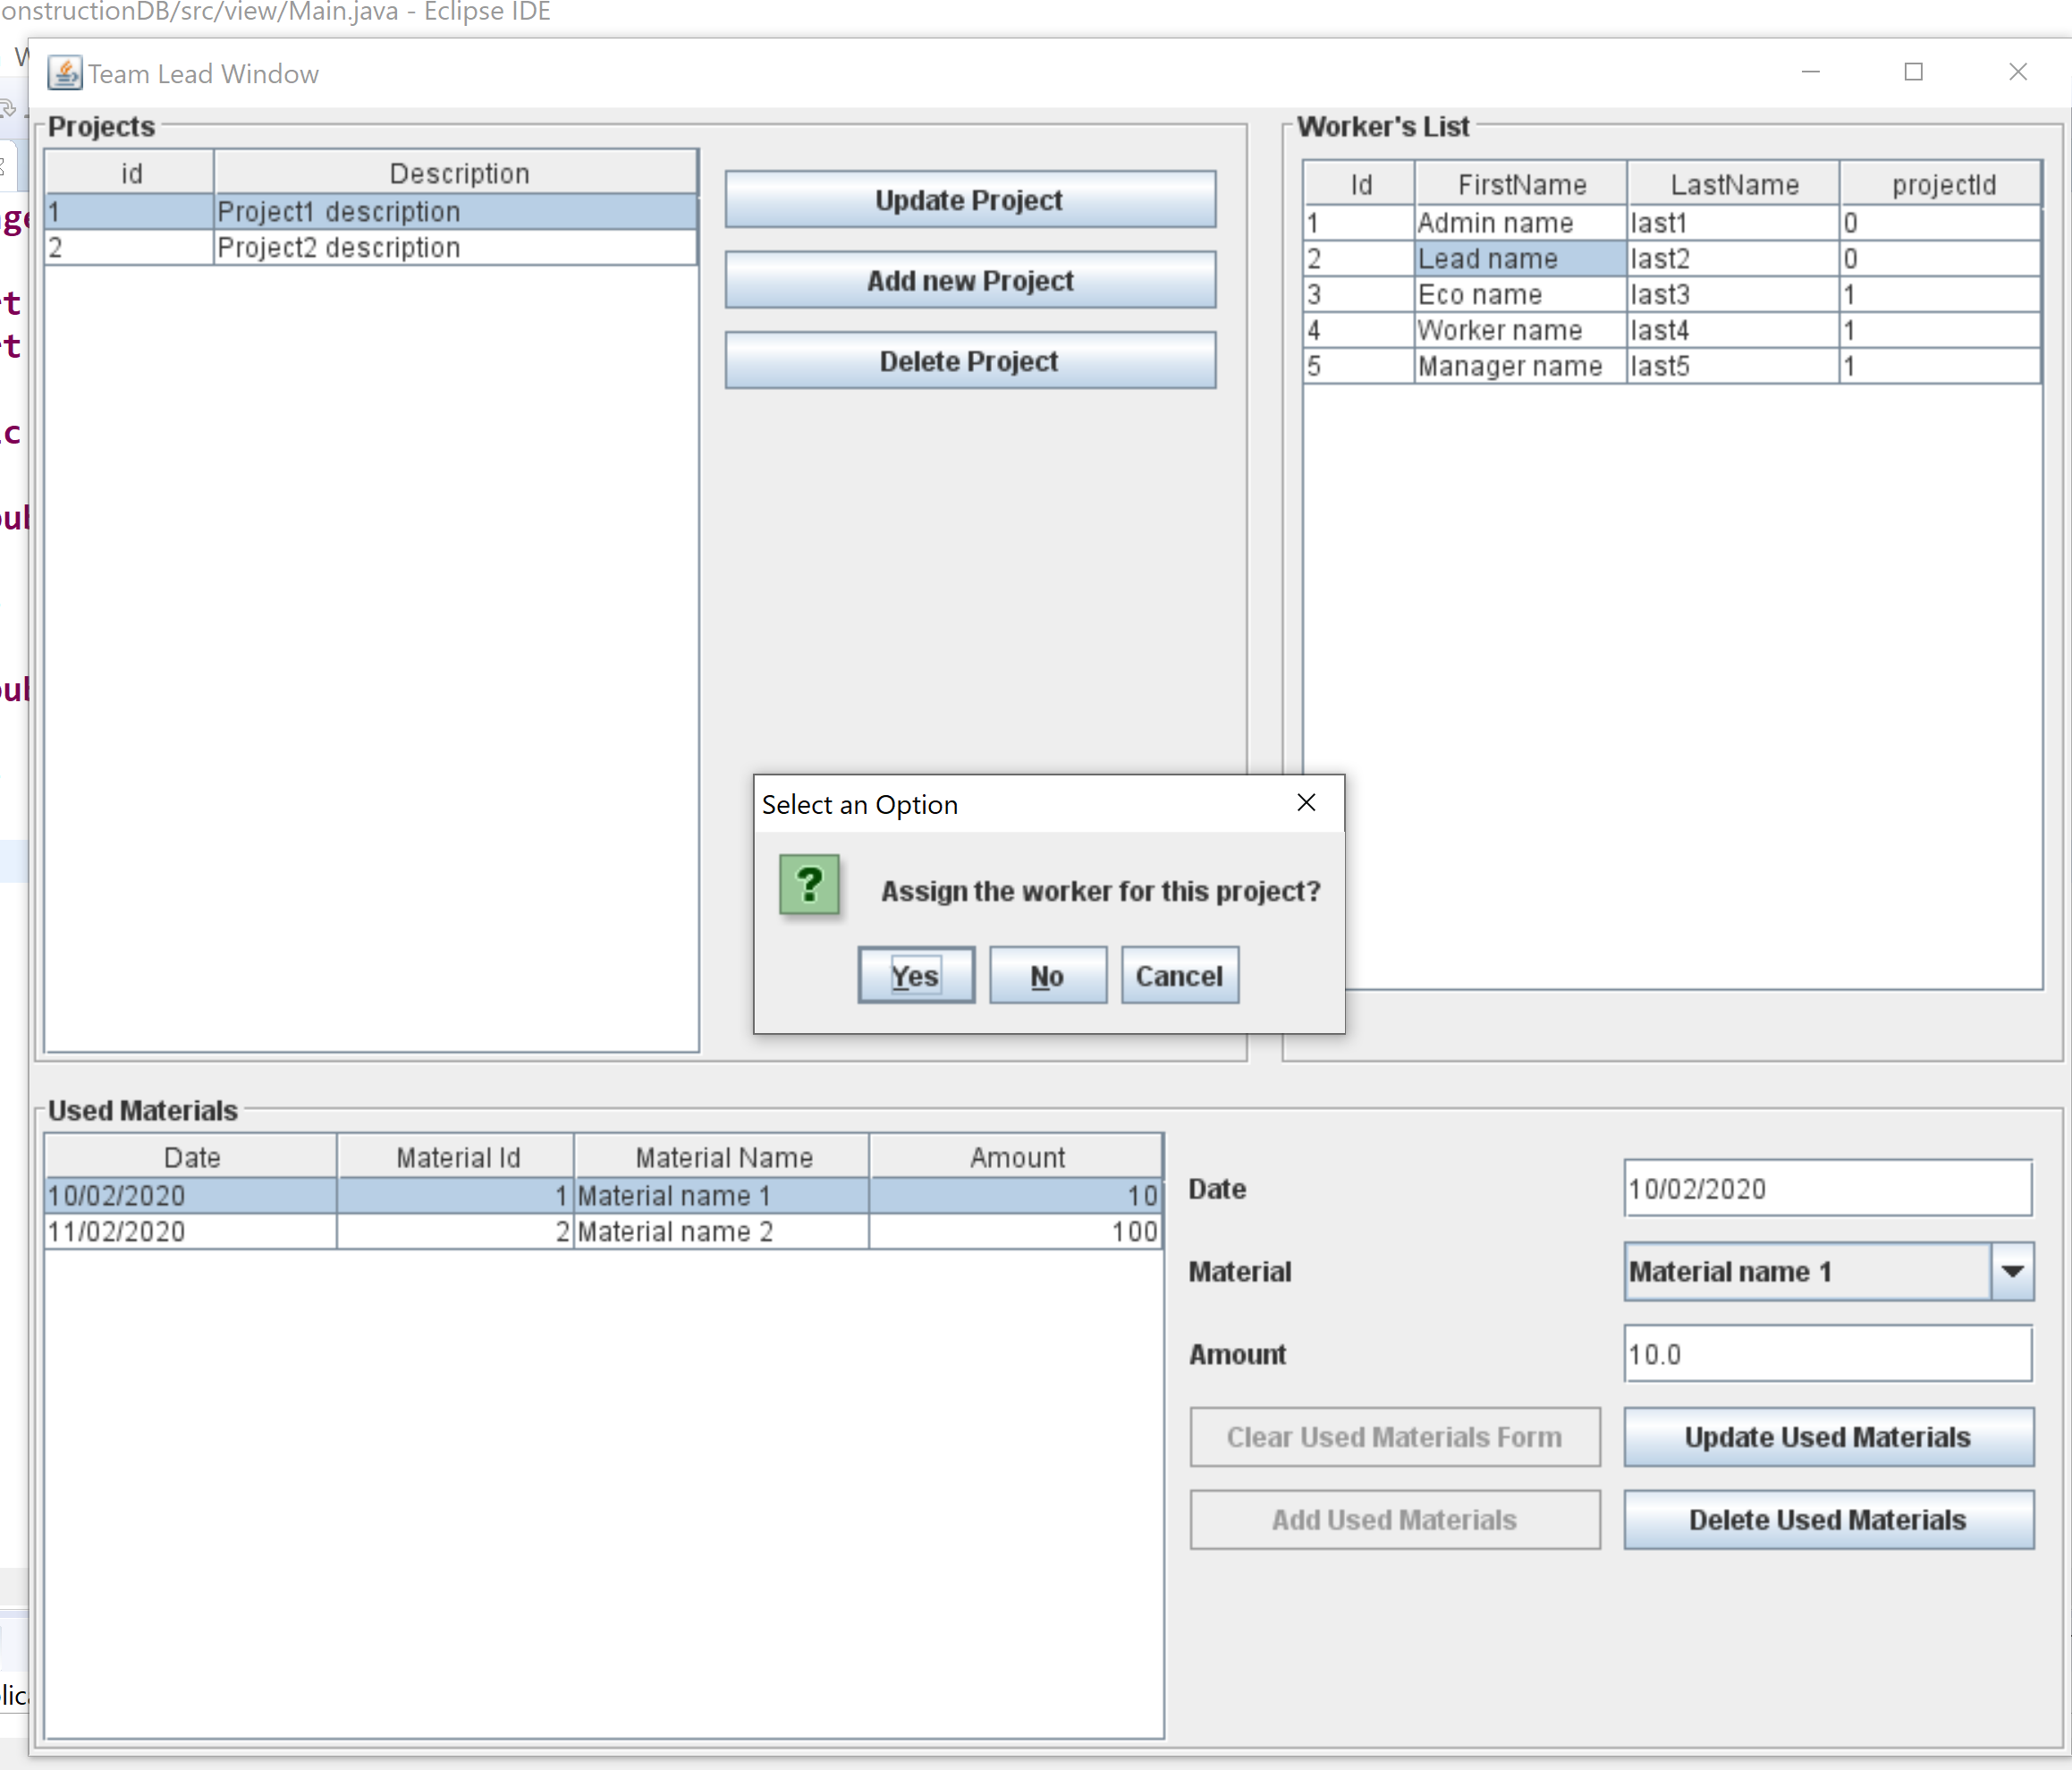 onstructionDB/src/view/Main.java - Eclipse IDE
Team Lead Window
Projects
id Description
1 Project1 description
2 Project2 description
Update Project
Add new Project
Delete Project
Worker's List
Id FirstName LastName projectId
1 Admin name last1 0
2 Lead name last2 0
3 Eco name last3 1
4 Worker name last4 1
5 Manager name last5 1
Select an Option
Assign the worker for this project?
Yes No Cancel
Used Materials
Date Material Id Material Name Amount
10/02/2020 1 Material name 1 10
11/02/2020 2 Material name 2 100
Date 10/02/2020
Material Material name 1
Amount 10.0
Clear Used Materials Form Update Used Materials
Add Used Materials Delete Used Materials